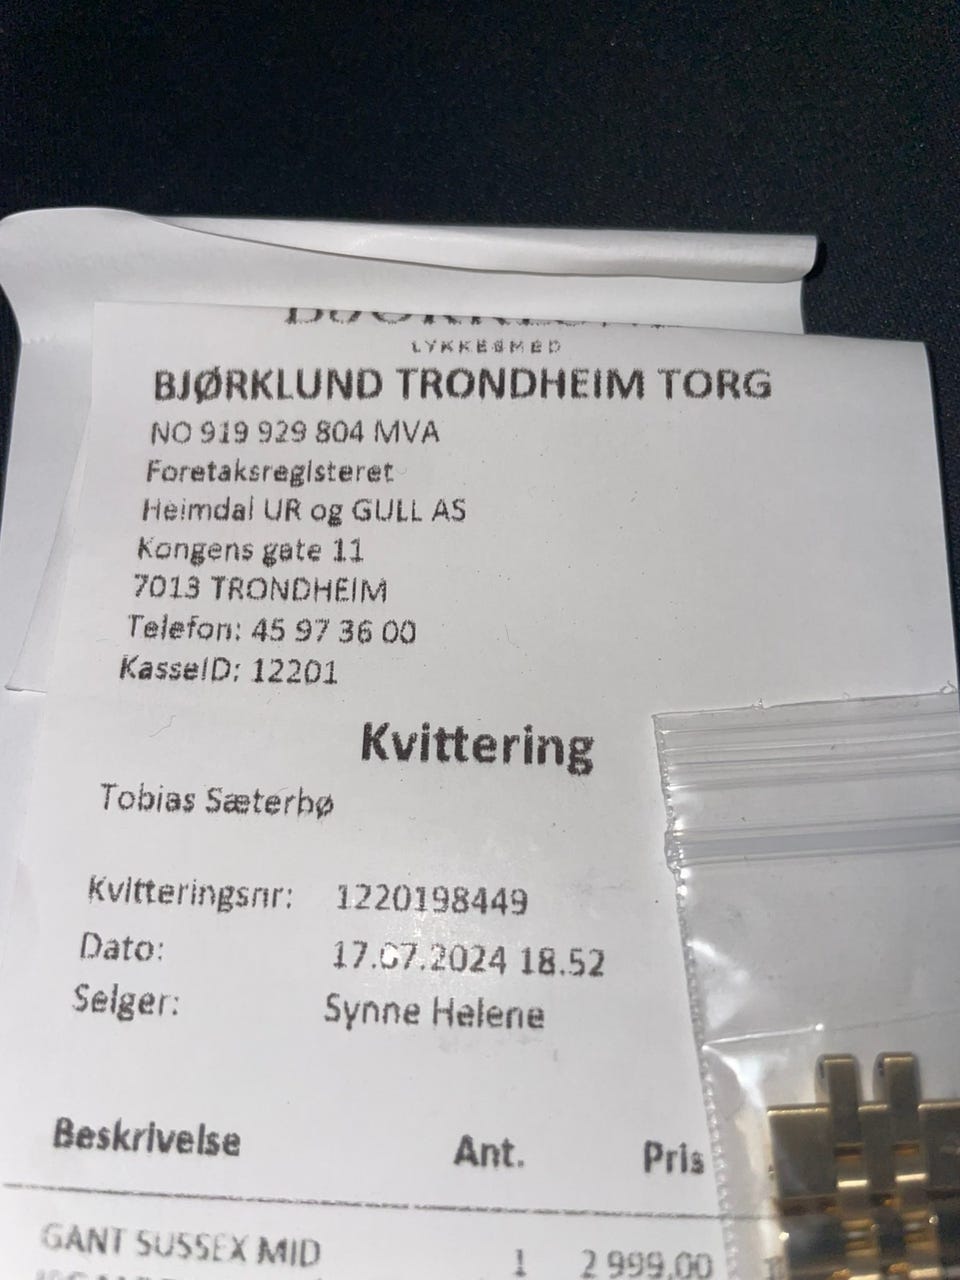 LYKKESMED
BJØRKLUND TRONDHEIM TORG
NO 919 929 804 MVA
Foretaksregisteret
Heimdal UR og GULL AS
Kongens gate 11
7013 TRONDHEIM
Telefon: 45 97 36 00
KasseID: 12201
Kvittering
Tobias Sæterbø
Kvitteringsnr: 1220198449
Dato: 17.07.2024 18.52
Selger: Synne Helene
Beskrivelse Ant. Pris
GANT SUSSEX MID 1 2 999,00